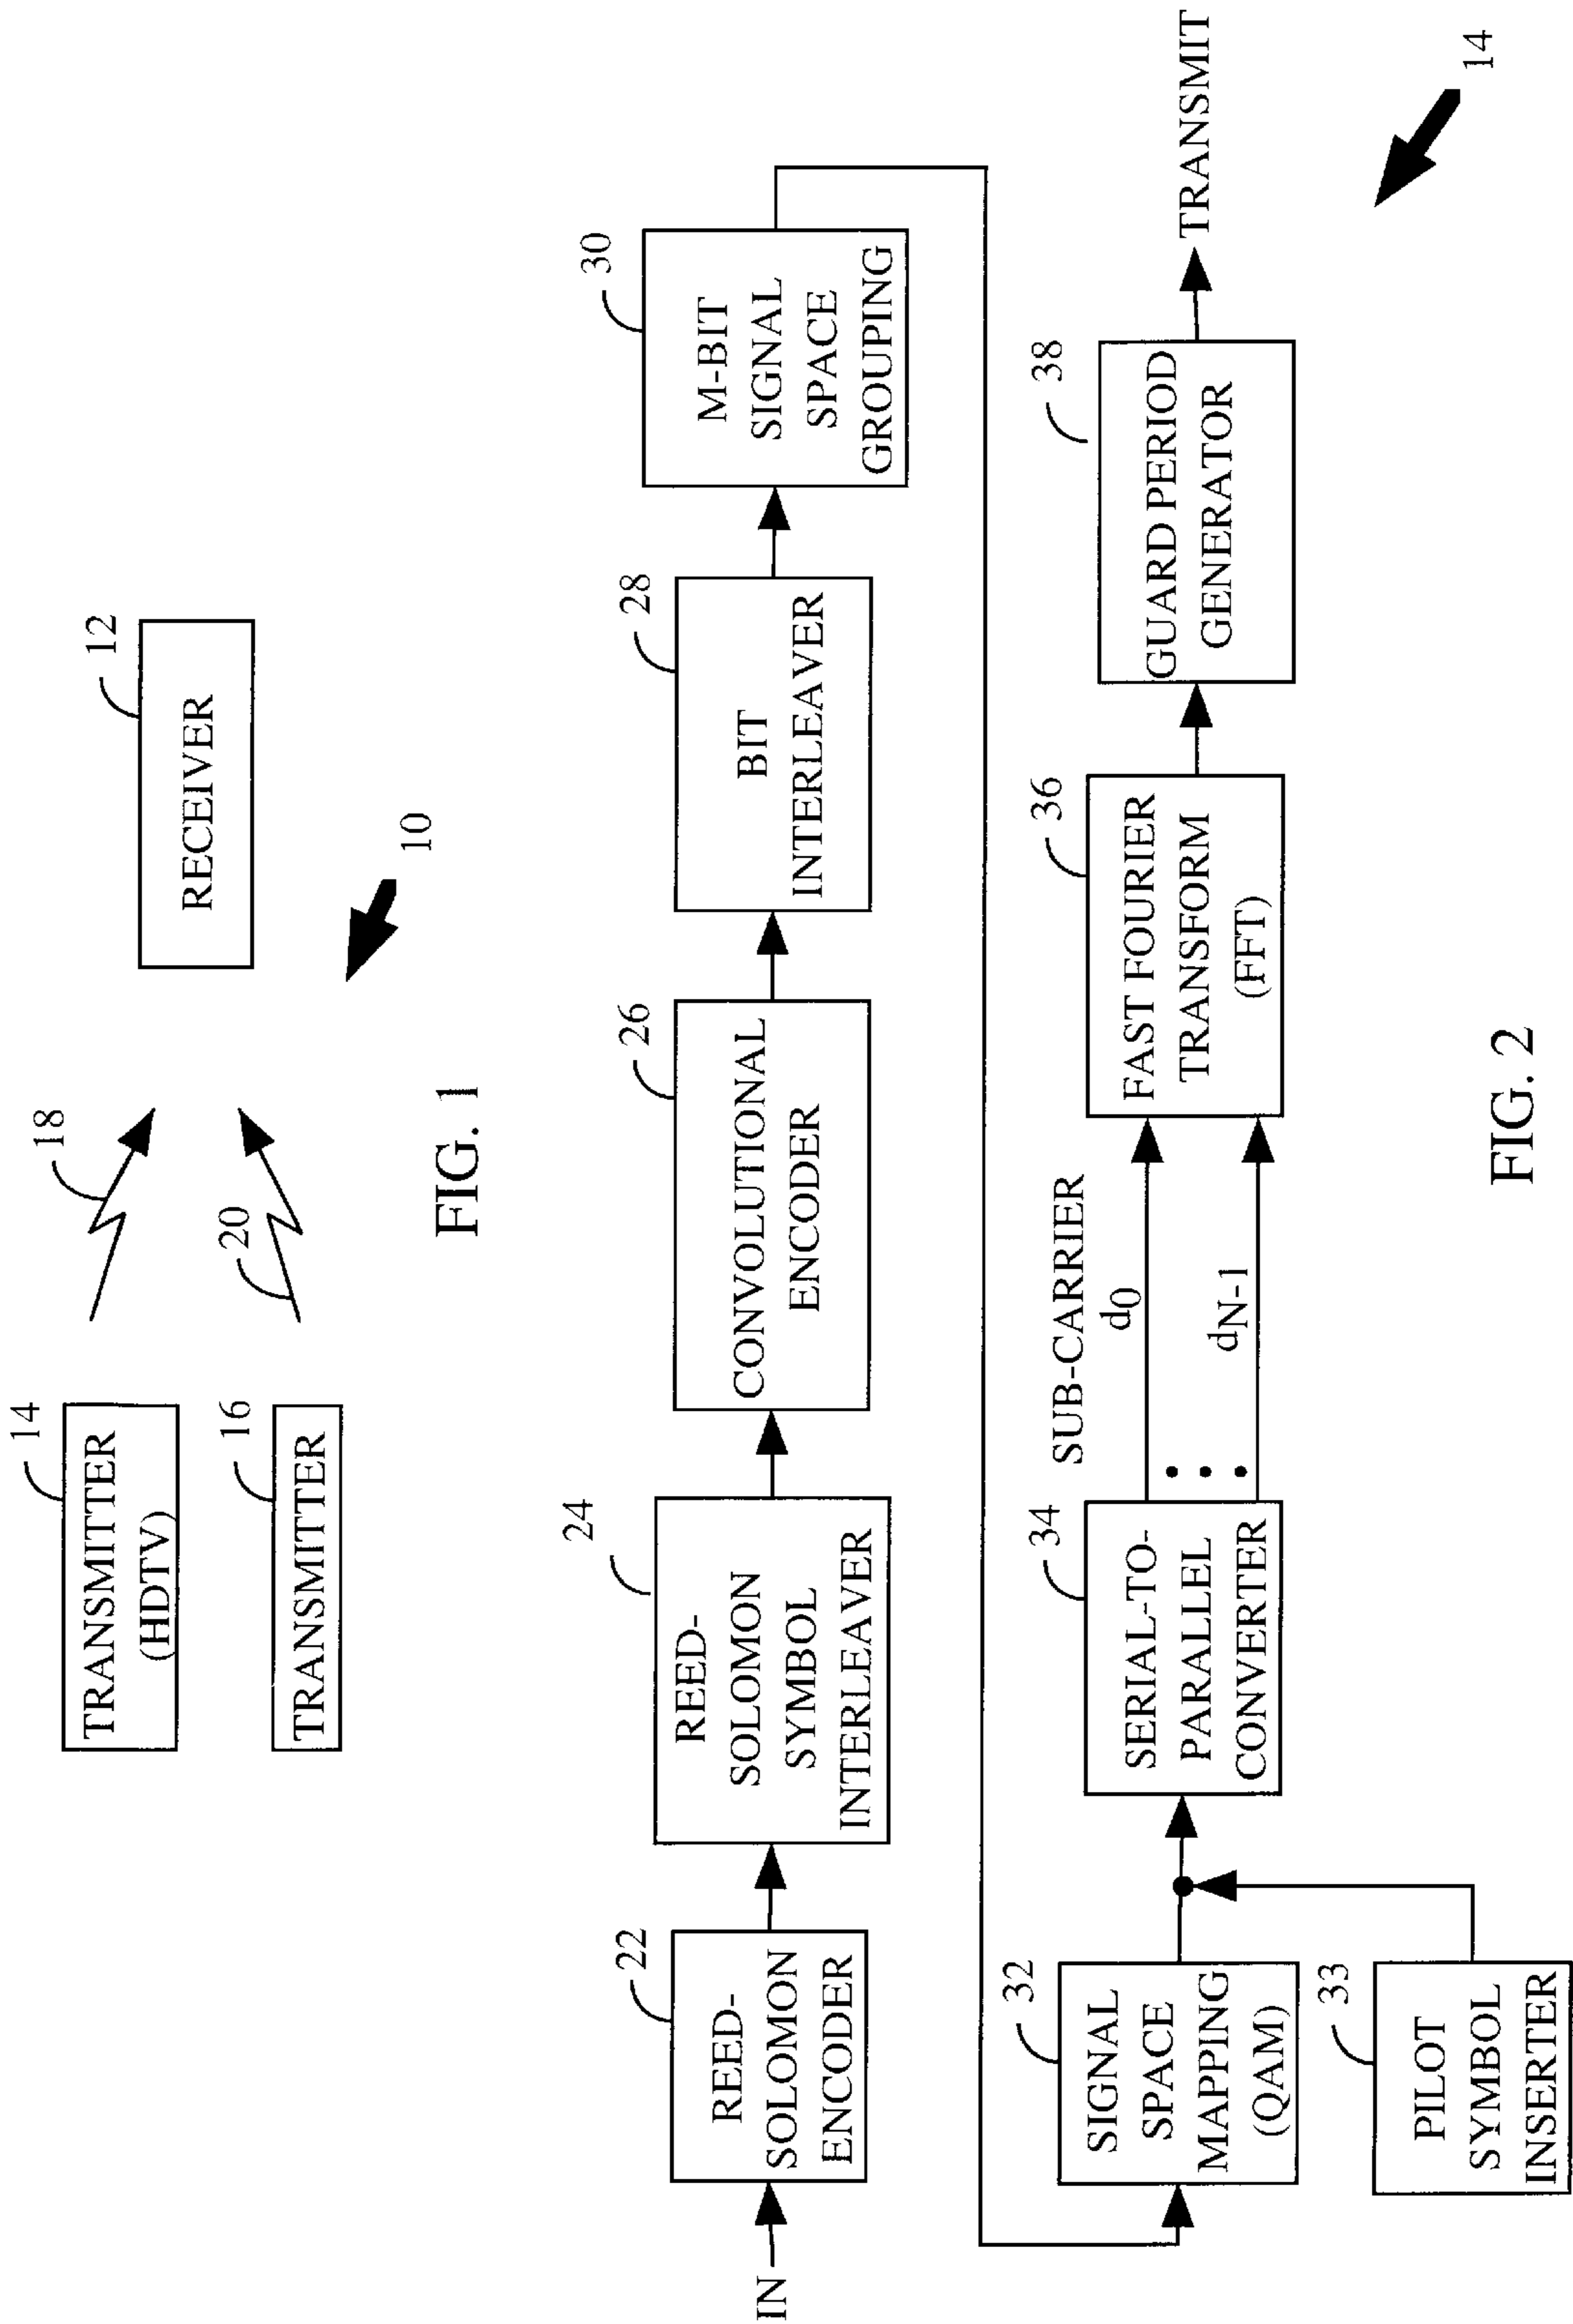 14
TRANSMITTER
(HDTV)
18
12
RECEIVER
16
TRANSMITTER
20
10
FIG. 1
IN
22
REED-
SOLOMON
ENCODER
24
REED-
SOLOMON
SYMBOL
INTERLEAVER
26
CONVOLUTIONAL
ENCODER
28
BIT
INTERLEAVER
30
M-BIT
SIGNAL
SPACE
GROUPING
32
SIGNAL
SPACE
MAPPING
(QAM)
33
PILOT
SYMBOL
INSERTER
34
SERIAL-TO-
PARALLEL
CONVERTER
SUB-CARRIER
d0
dN-1
36
FAST FOURIER
TRANSFORM
(FFT)
38
GUARD PERIOD
GENERATOR
TRANSMIT
14
FIG. 2